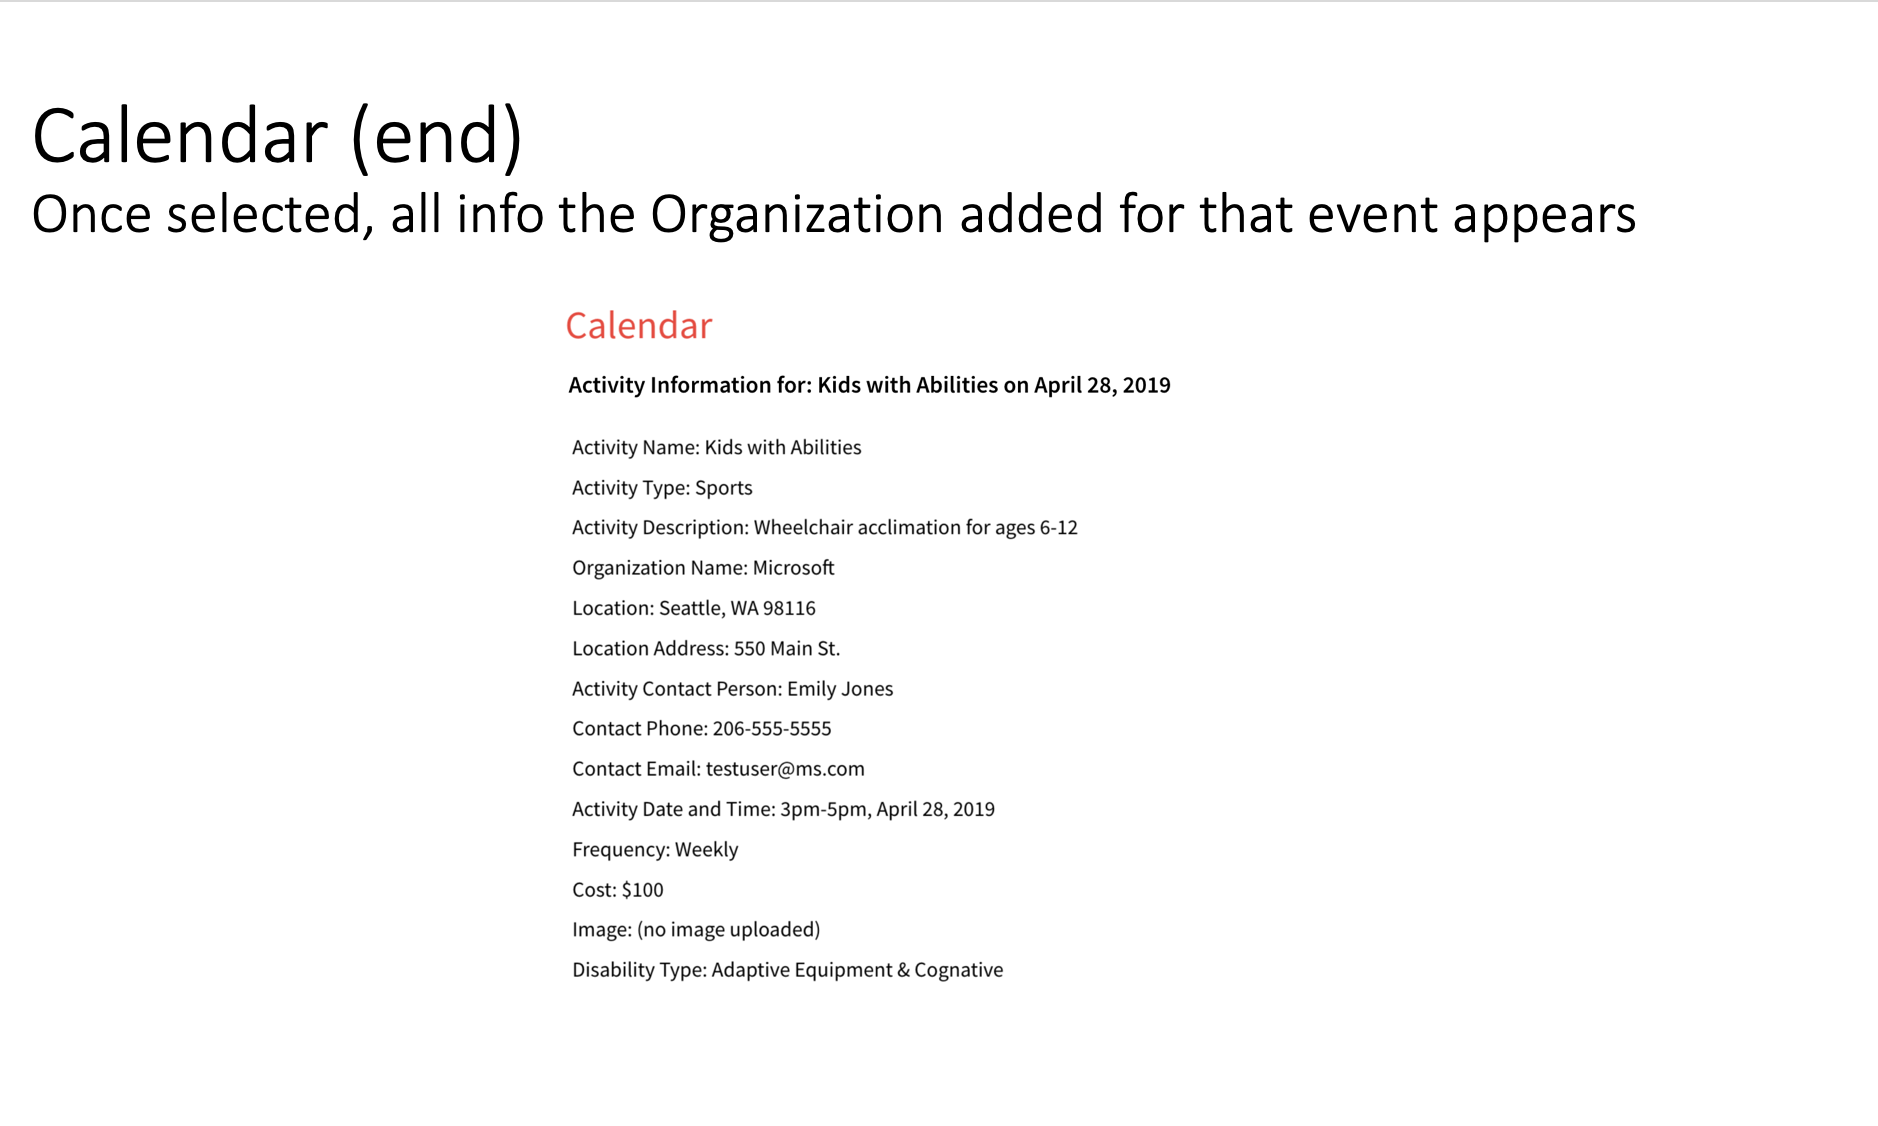 Calendar (end)
Once selected, all info the Organization added for that event appears
Calendar
Activity Information for: Kids with Abilities on April 28, 2019
Activity Name: Kids with Abilities
Activity Type: Sports
Activity Description: Wheelchair acclimation for ages 6-12
Organization Name: Microsoft
Location: Seattle, WA 98116
Location Address: 550 Main St.
Activity Contact Person: Emily Jones
Contact Phone: 206-555-5555
Contact Email: testuser@ms.com
Activity Date and Time: 3pm-5pm, April 28, 2019
Frequency: Weekly
Cost: $100
Image: (no image uploaded)
Disability Type: Adaptive Equipment & Cognative